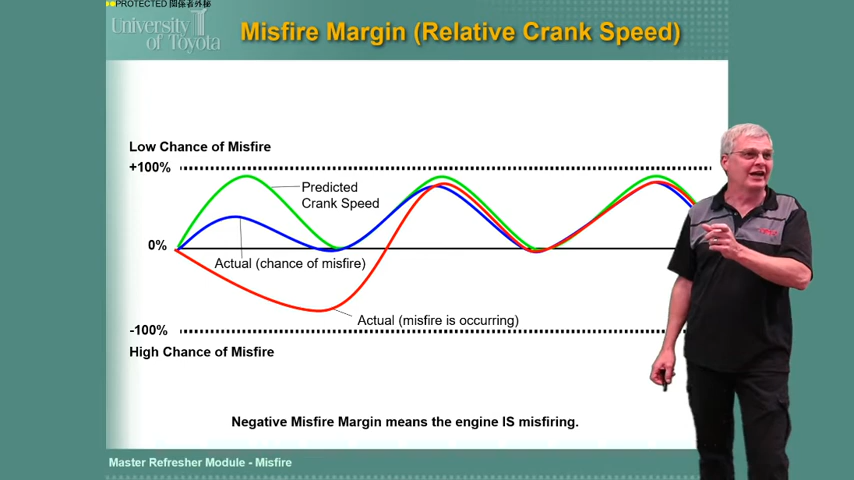 PROTECTED 関係者外秘
University
of Toyota
Misfire Margin (Relative Crank Speed)
Low Chance of Misfire
+100%
Predicted
Crank Speed
0%
Actual (chance of misfire)
Actual (misfire is occurring)
-100%
High Chance of Misfire
Negative Misfire Margin means the engine IS misfiring.
Master Refresher Module - Misfire